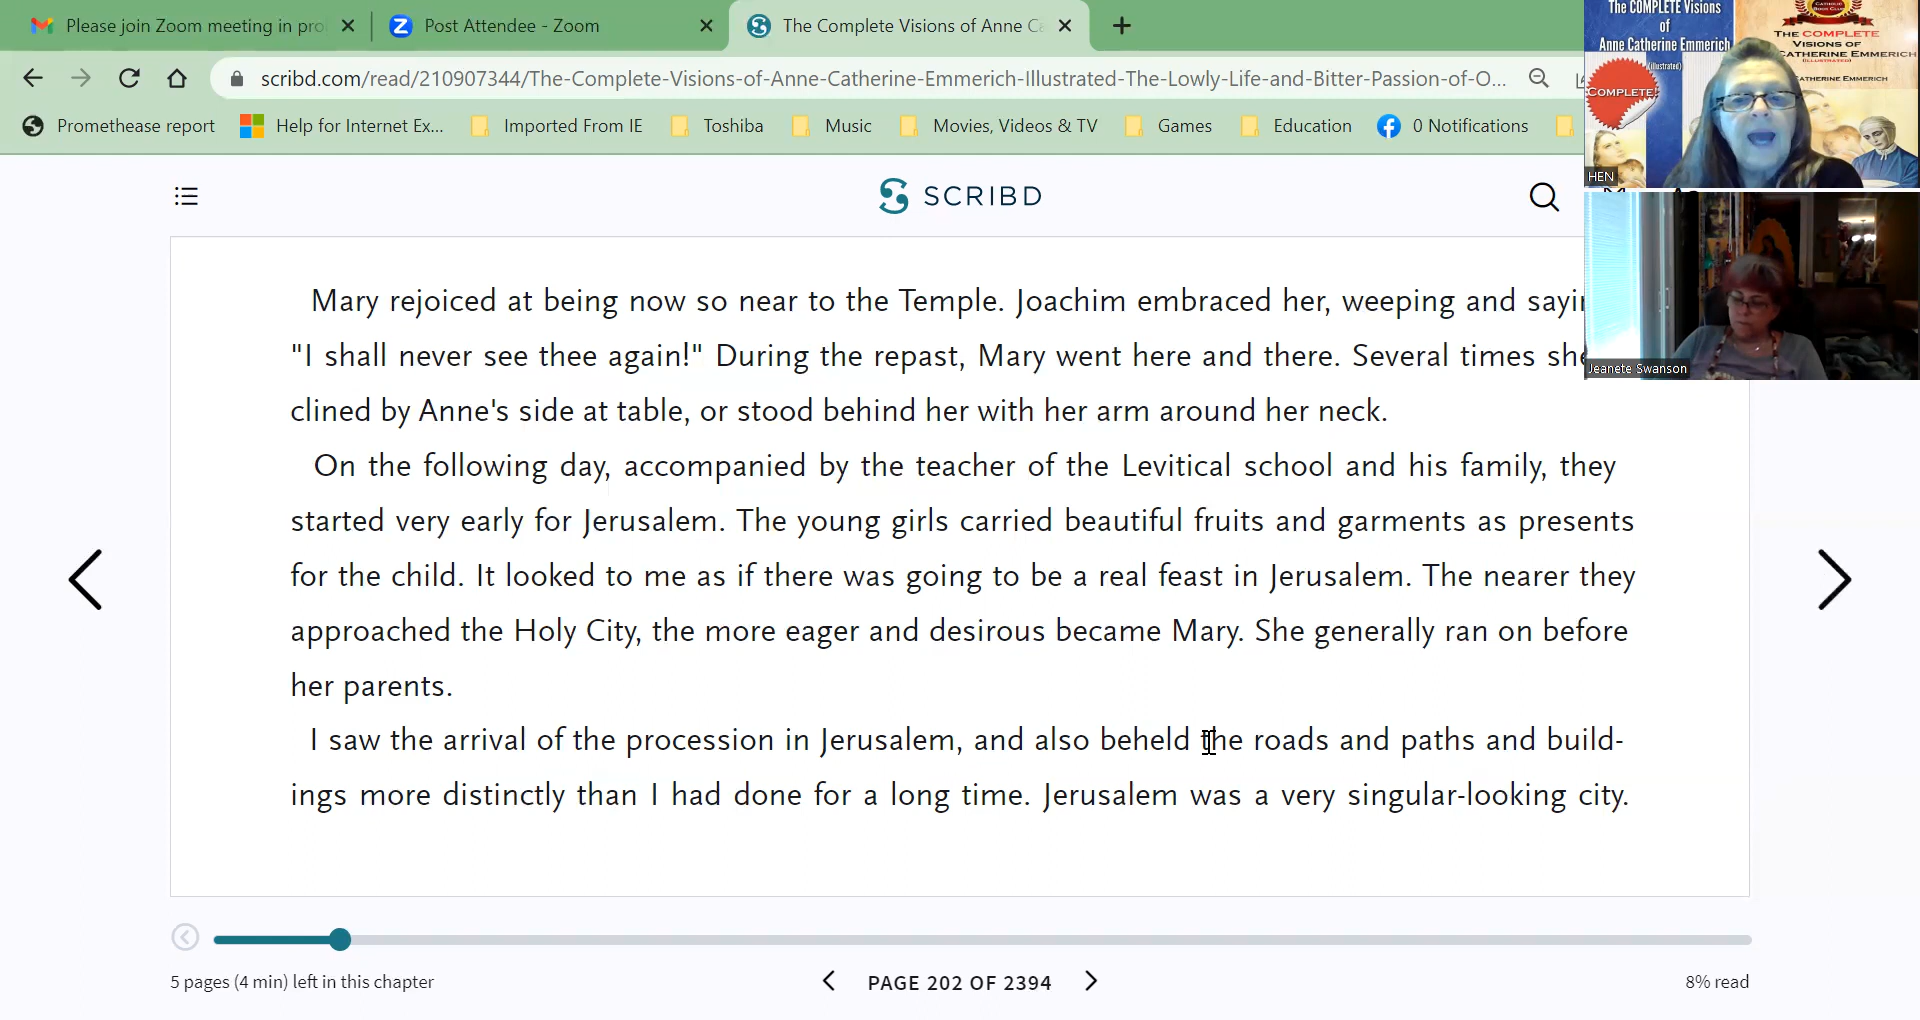 Please join Zoom meeting in pro
Post Attendee - Zoom
The Complete Visions of Anne Ca
scribd.com/read/210907344/The-Complete-Visions-of-Anne-Catherine-Emmerich-Illustrated-The-Lowly-Life-and-Bitter-Passion-of-O...
Promethease report
Help for Internet Ex...
Imported From IE
Toshiba
Music
Movies, Videos & TV
Games
Education
0 Notifications
The COMPLETE Visions
of
Anne Catherine Emmerich
(illustrated)
COMPLETE!
CATHOLIC
BOOK CLUB
THE COMPLETE
VISIONS OF
CATHERINE EMMERICH
(ILLUSTRATED)
CATHERINE EMMERICH
HEN
Jeanete Swanson
SCRIBD
Mary rejoiced at being now so near to the Temple. Joachim embraced her, weeping and sayin
"I shall never see thee again!" During the repast, Mary went here and there. Several times she
clined by Anne's side at table, or stood behind her with her arm around her neck.
On the following day, accompanied by the teacher of the Levitical school and his family, they
started very early for Jerusalem. The young girls carried beautiful fruits and garments as presents
for the child. It looked to me as if there was going to be a real feast in Jerusalem. The nearer they
approached the Holy City, the more eager and desirous became Mary. She generally ran on before
her parents.
I saw the arrival of the procession in Jerusalem, and also beheld the roads and paths and build-
ings more distinctly than I had done for a long time. Jerusalem was a very singular-looking city.
5 pages (4 min) left in this chapter
PAGE 202 OF 2394
8% read